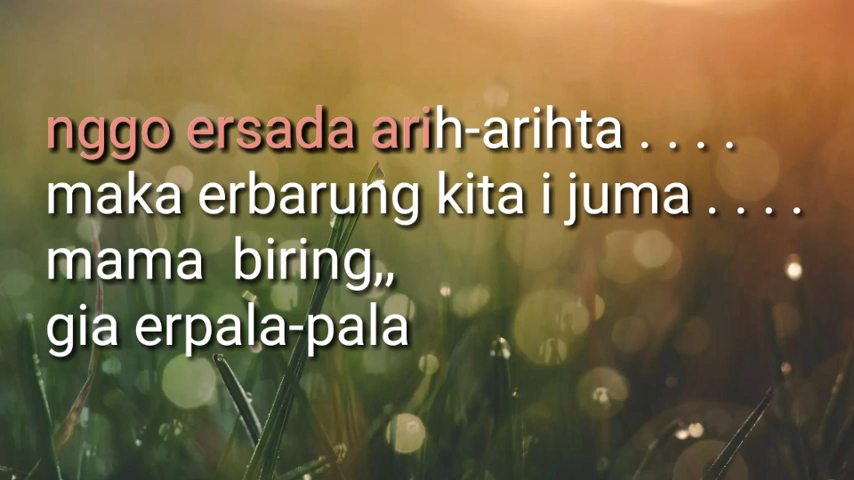 nggo ersada arih-arihta . . . .
maka erbarung kita i juma . . . .
mama  biring,,
gia erpala-pala